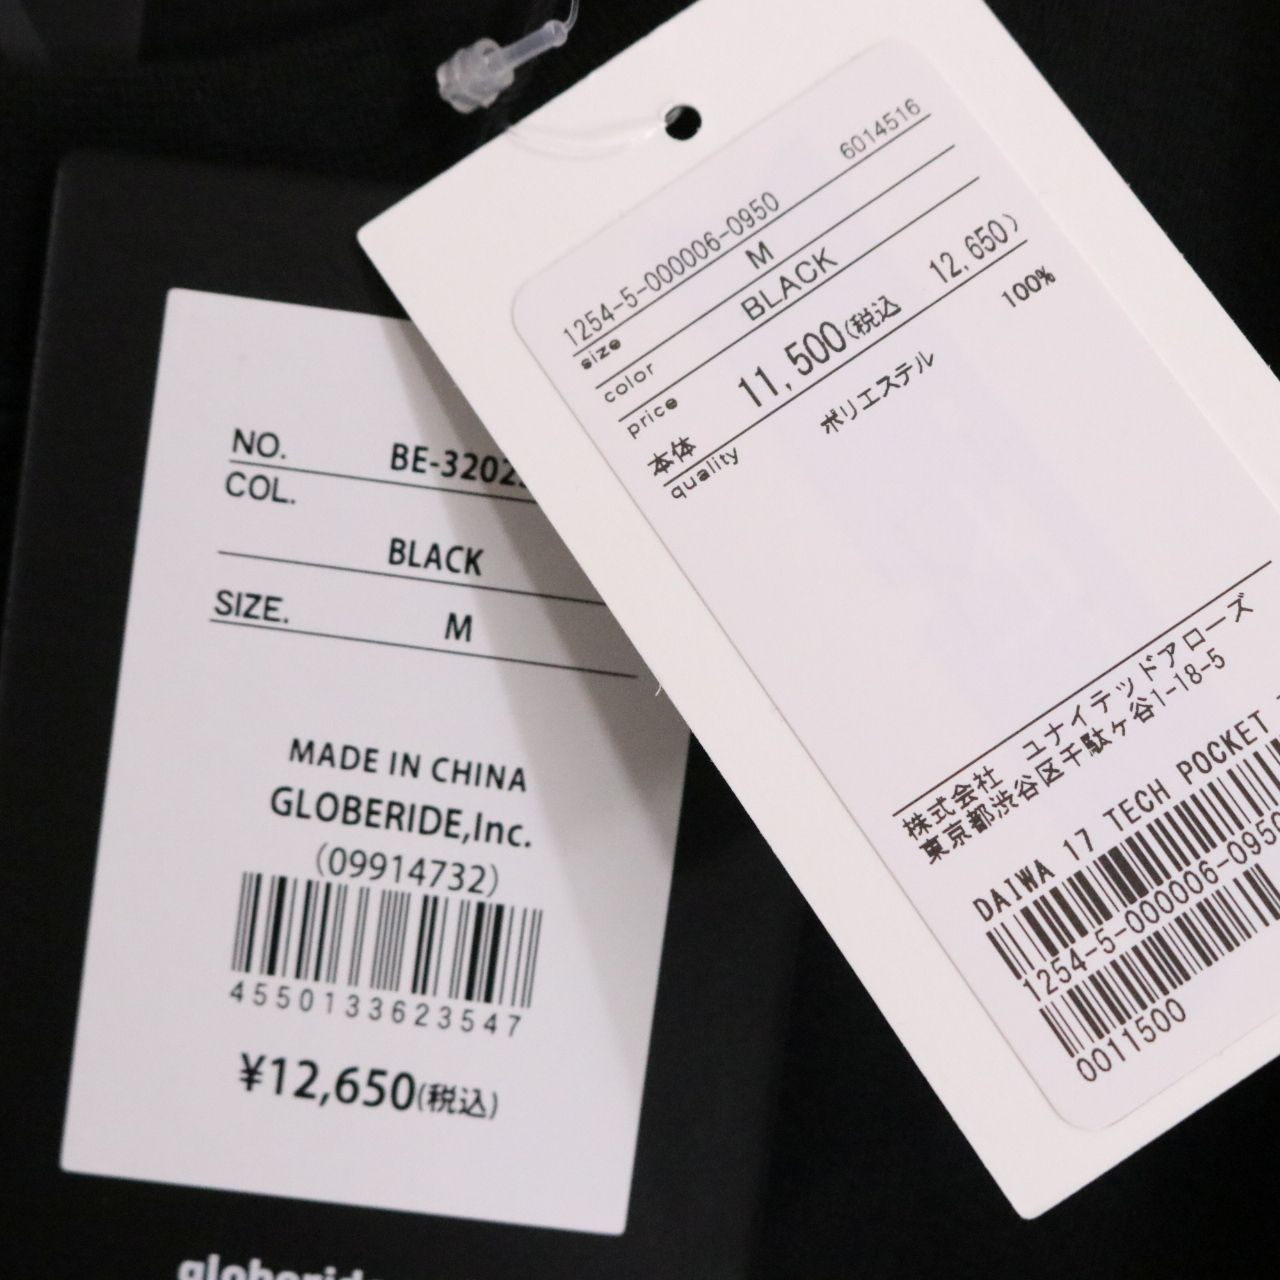 6014516
1254-5-000006-0950
size M
color BLACK
price
本体 11,500(税込 12,650)
quality ポリエステル 100%
株式会社 ユナイテッドアローズ
東京都渋谷区千駄ヶ谷1-18-5
DAIWA 17 TECH POCKET
1254-5-000006-0950
0011500
NO. BE-3202
COL.
BLACK
SIZE. M
MADE IN CHINA
GLOBERIDE,Inc.
(09914732)
4550133623547
¥12,650(税込)
globeride